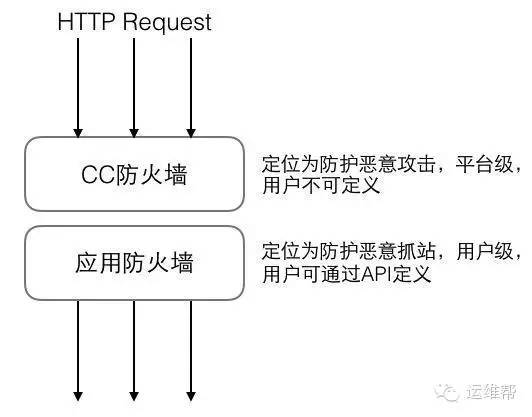 HTTP Request
CC防火墙
定位为防护恶意攻击，平台级，
用户不可定义
应用防火墙
定位为防护恶意抓站，用户级，
用户可通过API定义
运维帮